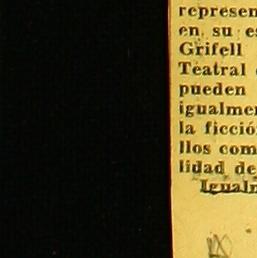 represen
en su es
Grifell
Teatral
pueden
igualmen
la ficció
llos com
lidad de
Igualm